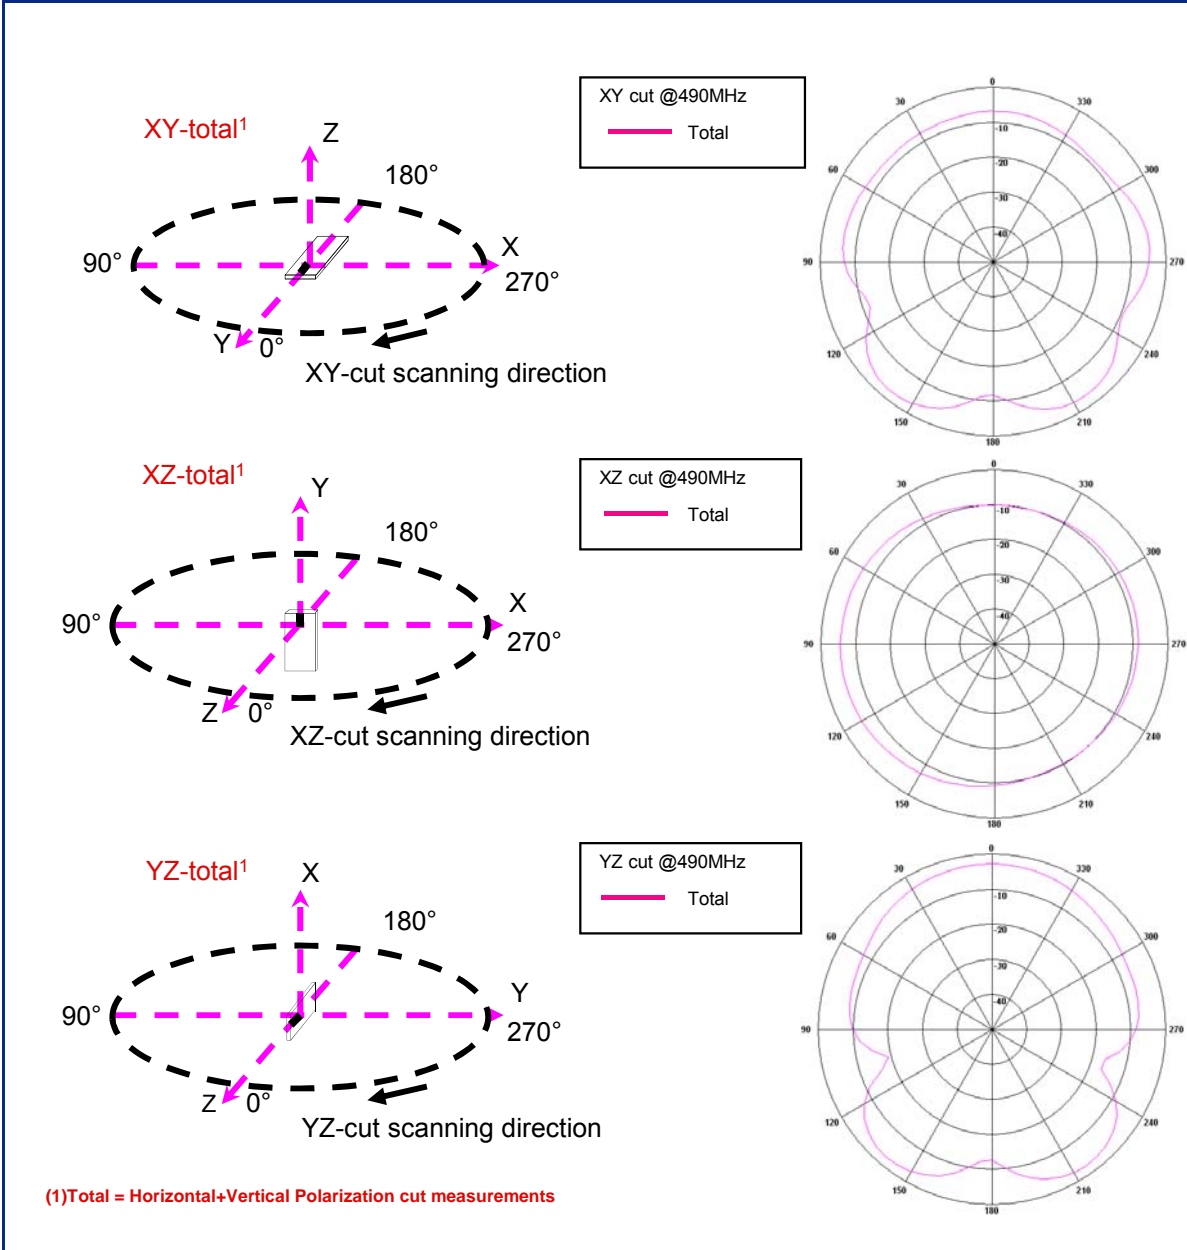 XY-total¹
Z
180°
90°
X
270°
Y
0°
XY-cut scanning direction
XY cut @490MHz
Total
0
30
330
60
300
90
270
120
240
150
210
180
-10
-20
-30
-40
XZ-total¹
Y
180°
90°
X
270°
Z
0°
XZ-cut scanning direction
XZ cut @490MHz
Total
0
30
330
60
300
90
270
120
240
150
210
180
-10
-20
-30
-40
YZ-total¹
X
180°
90°
Y
270°
Z
0°
YZ-cut scanning direction
YZ cut @490MHz
Total
0
30
330
60
300
90
270
120
240
150
210
180
-10
-20
-30
-40
(1)Total = Horizontal+Vertical Polarization cut measurements